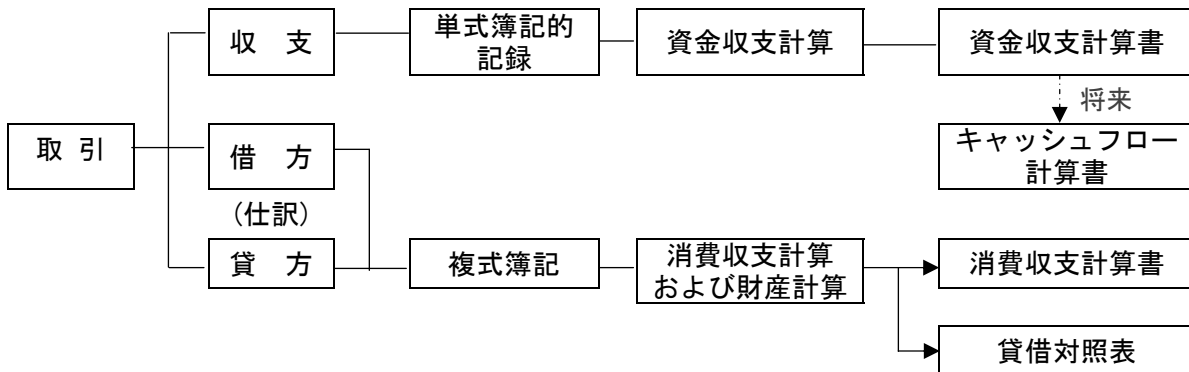 収 支
単式簿記的
記録
資金収支計算
資金収支計算書
将来
取 引
借 方
キャッシュフロー
計算書
(仕訳)
貸 方
複式簿記
消費収支計算
および財産計算
消費収支計算書
貸借対照表